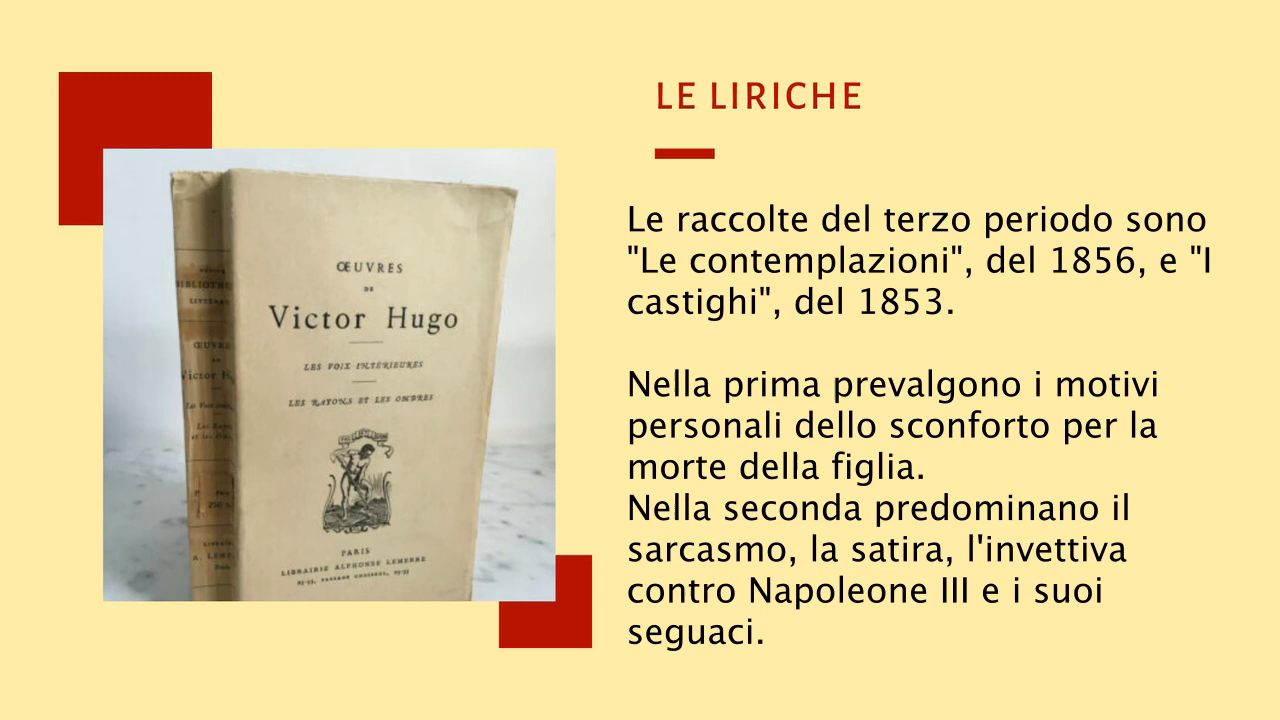 LE LIRICHE
Le raccolte del terzo periodo sono
"Le contemplazioni", del 1856, e "I
castighi", del 1853.
Nella prima prevalgono i motivi
personali dello sconforto per la
morte della figlia.
Nella seconda predominano il
sarcasmo, la satira, l'invettiva
contro Napoleone III e i suoi
seguaci.
ŒUVRES
DE
Victor Hugo
LES VOIX INTÉRIEURES
LES RAYONS ET LES OMBRES
PARIS
LIBRAIRIE ALPHONSE LEMERRE